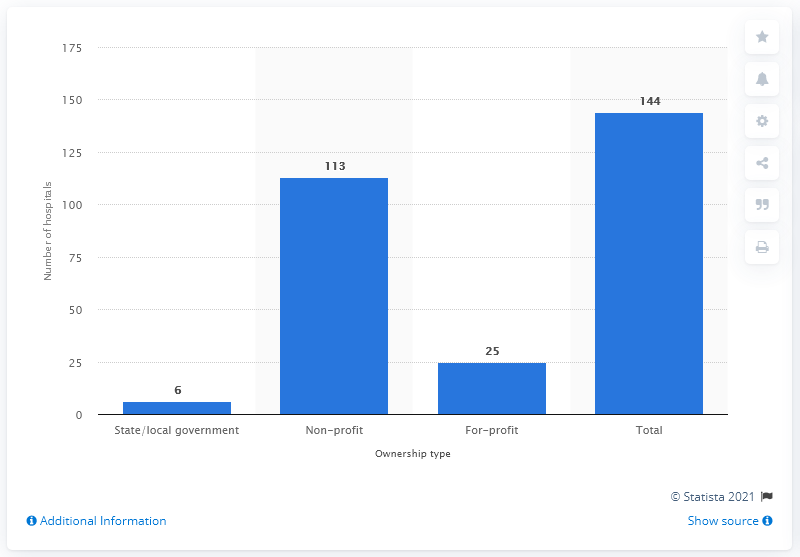 175
150
125
100
75
50
25
0
Number of hospitals
6
113
25
144
State/local government
Non-profit
For-profit
Total
Ownership type
© Statista 2021
Additional Information
Show source